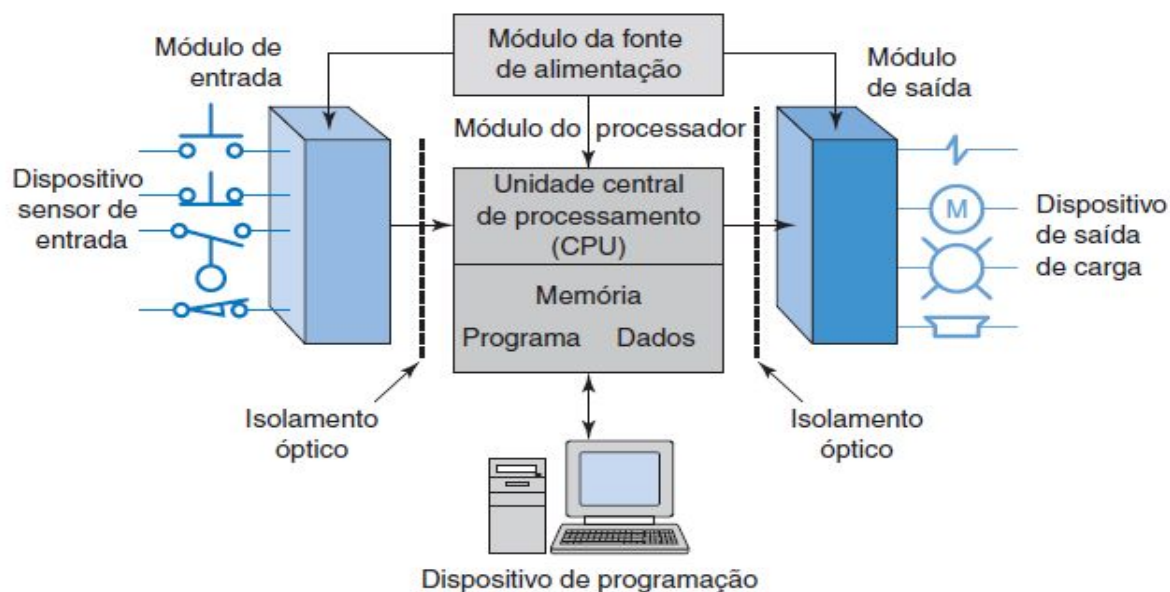 Módulo de
entrada
Módulo da fonte
de alimentação
Módulo
de saída
Módulo do processador
Dispositivo
sensor de
entrada
Unidade central
de processamento
(CPU)
Memória
Programa Dados
M
Dispositivo
de saída
de carga
Isolamento
óptico
Isolamento
óptico
Dispositivo de programação